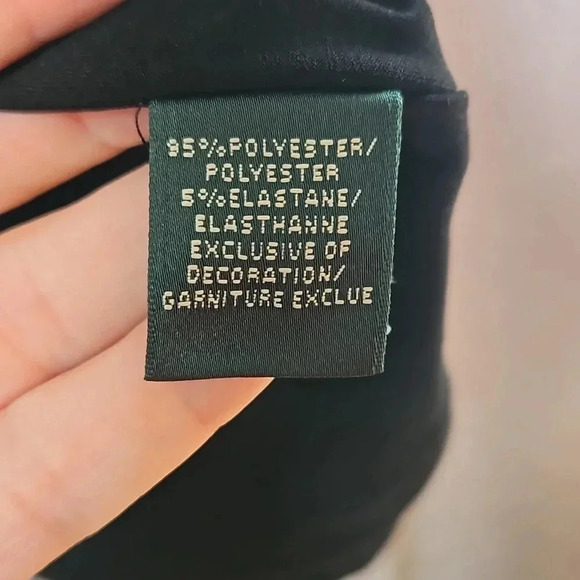 95%POLYESTER/
POLYESTER
5%ELASTANE/
ELASTHANNE
EXCLUSIVE OF
DECORATION/
GARNITURE EXCLUE